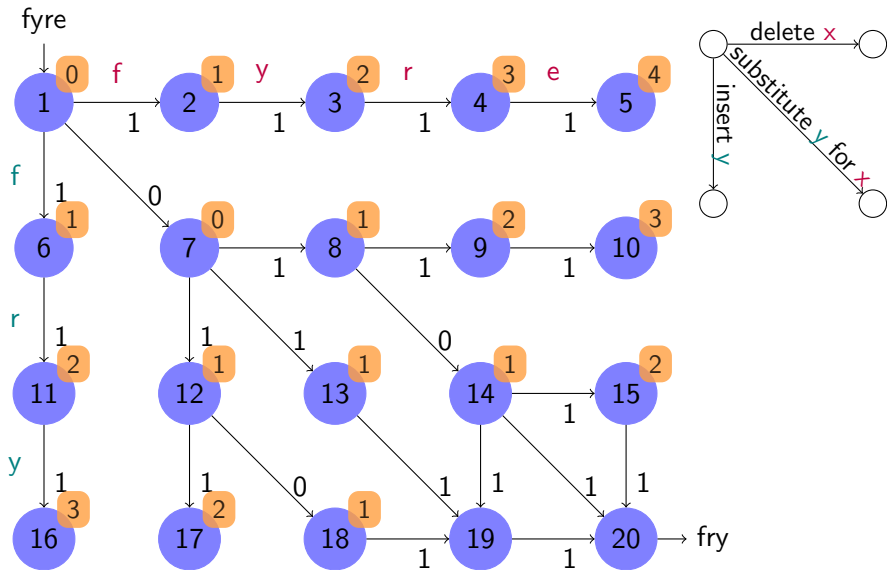 fyre
0 1 2 3 4
f y r e
1 2 3 4 5
1 1 1 1
delete x
insert y
substitute y for x
f
1 0
1 0 1 2 3
6 7 8 9 10
1 1 1
r
1 1 1 0
2 1 1 1 2
11 12 13 14 15
1
y
1 1 0 1 1 1 1
3 2 1
16 17 18 19 20
1 1
fry